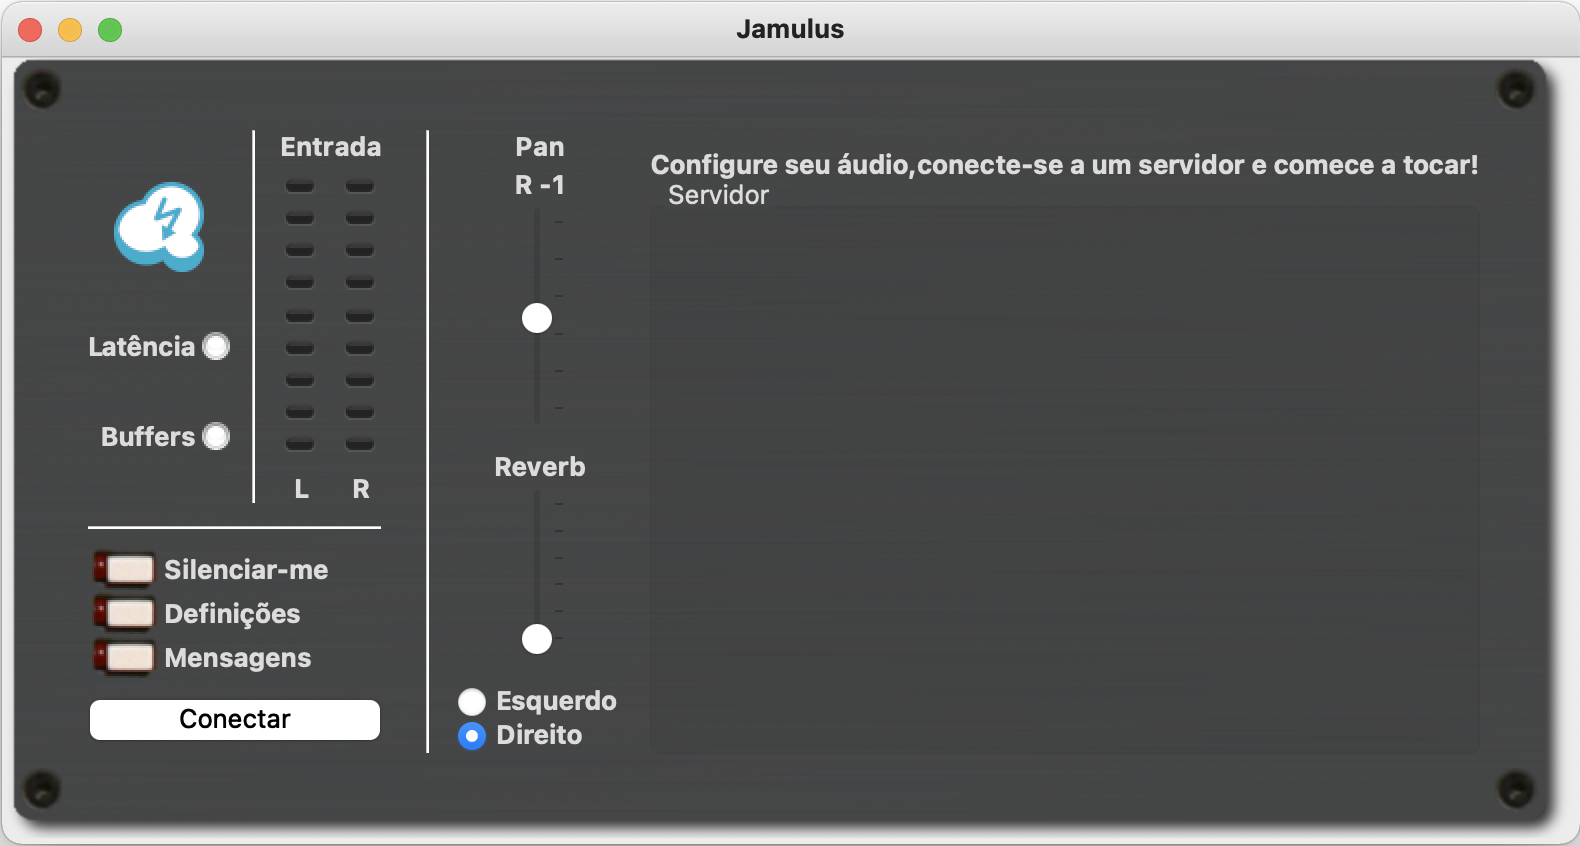 Jamulus
Entrada
L R
Latência
Buffers
Silenciar-me
Definições
Mensagens
Conectar
Pan
R -1
Reverb
Esquerdo
Direito
Configure seu áudio,conecte-se a um servidor e comece a tocar!
Servidor